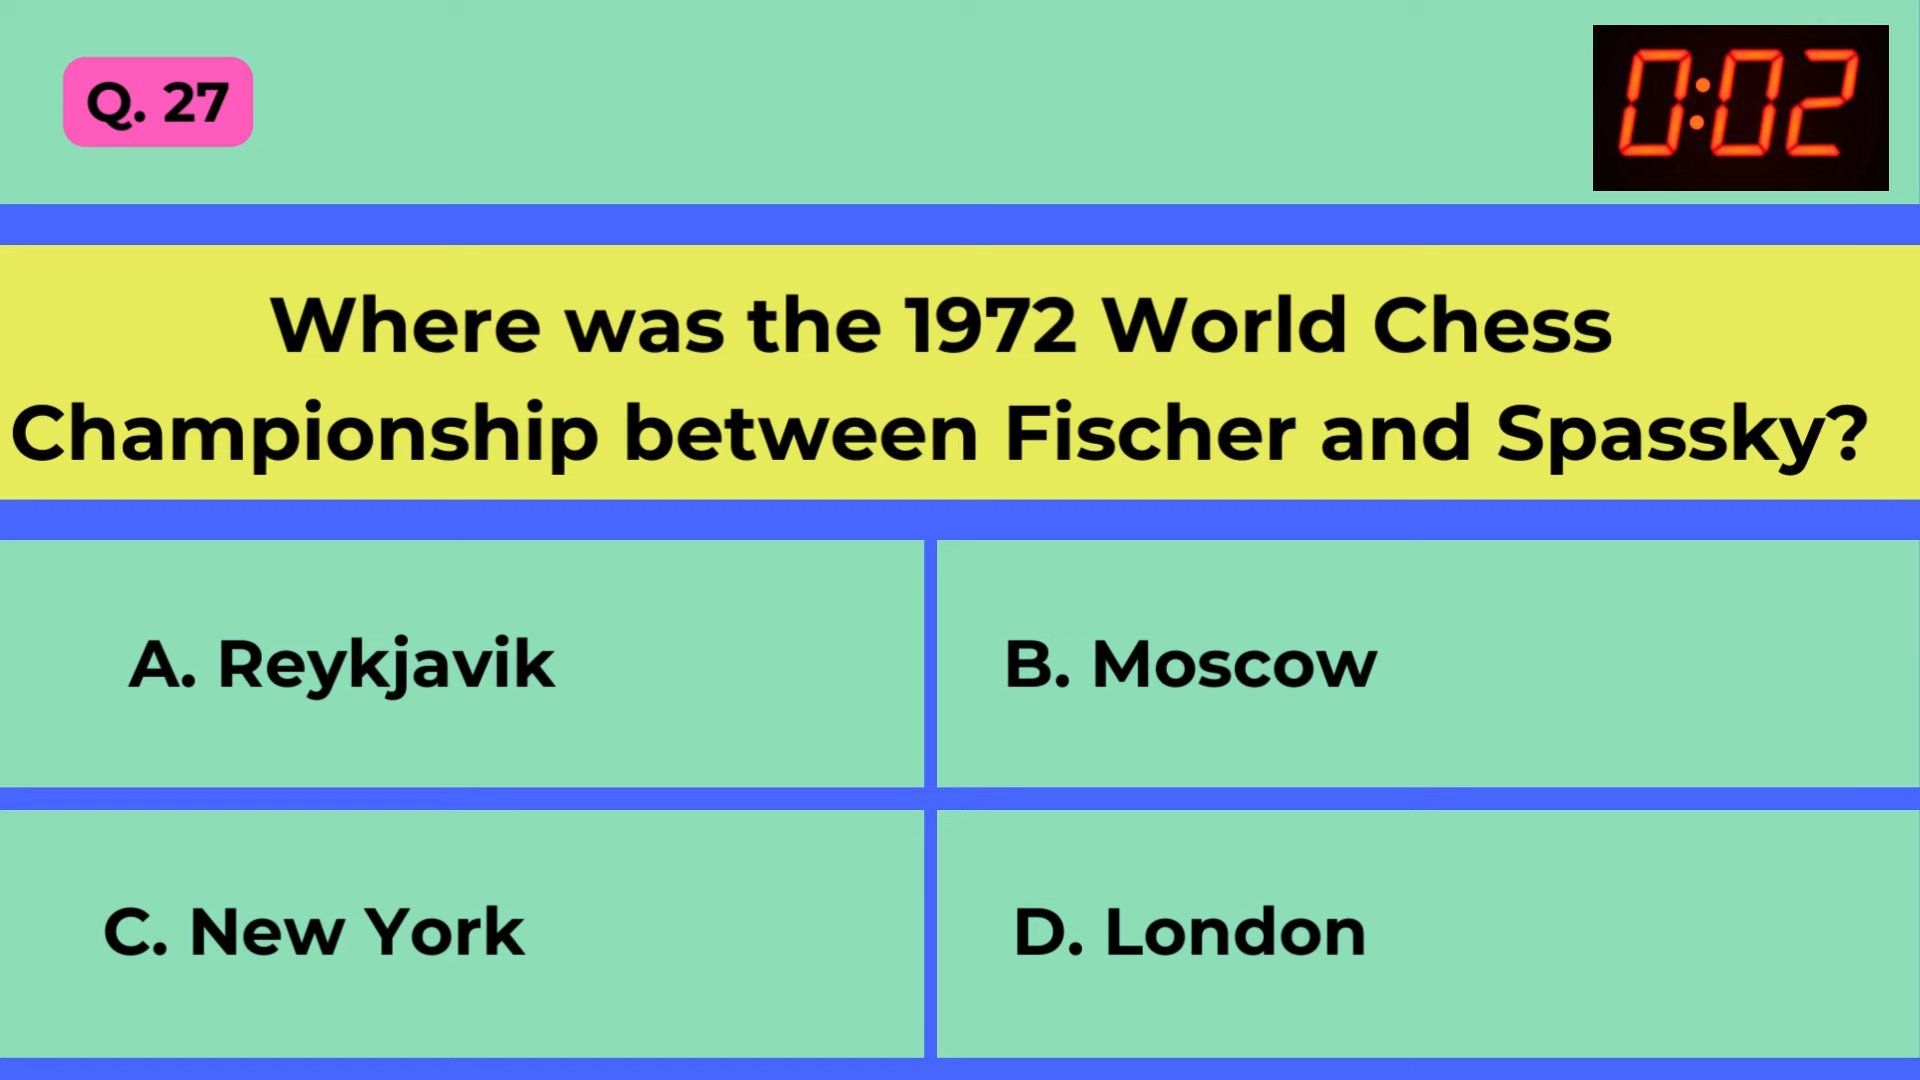 Q. 27
0:02
Where was the 1972 World Chess
Championship between Fischer and Spassky?
A. Reykjavik
B. Moscow
C. New York
D. London